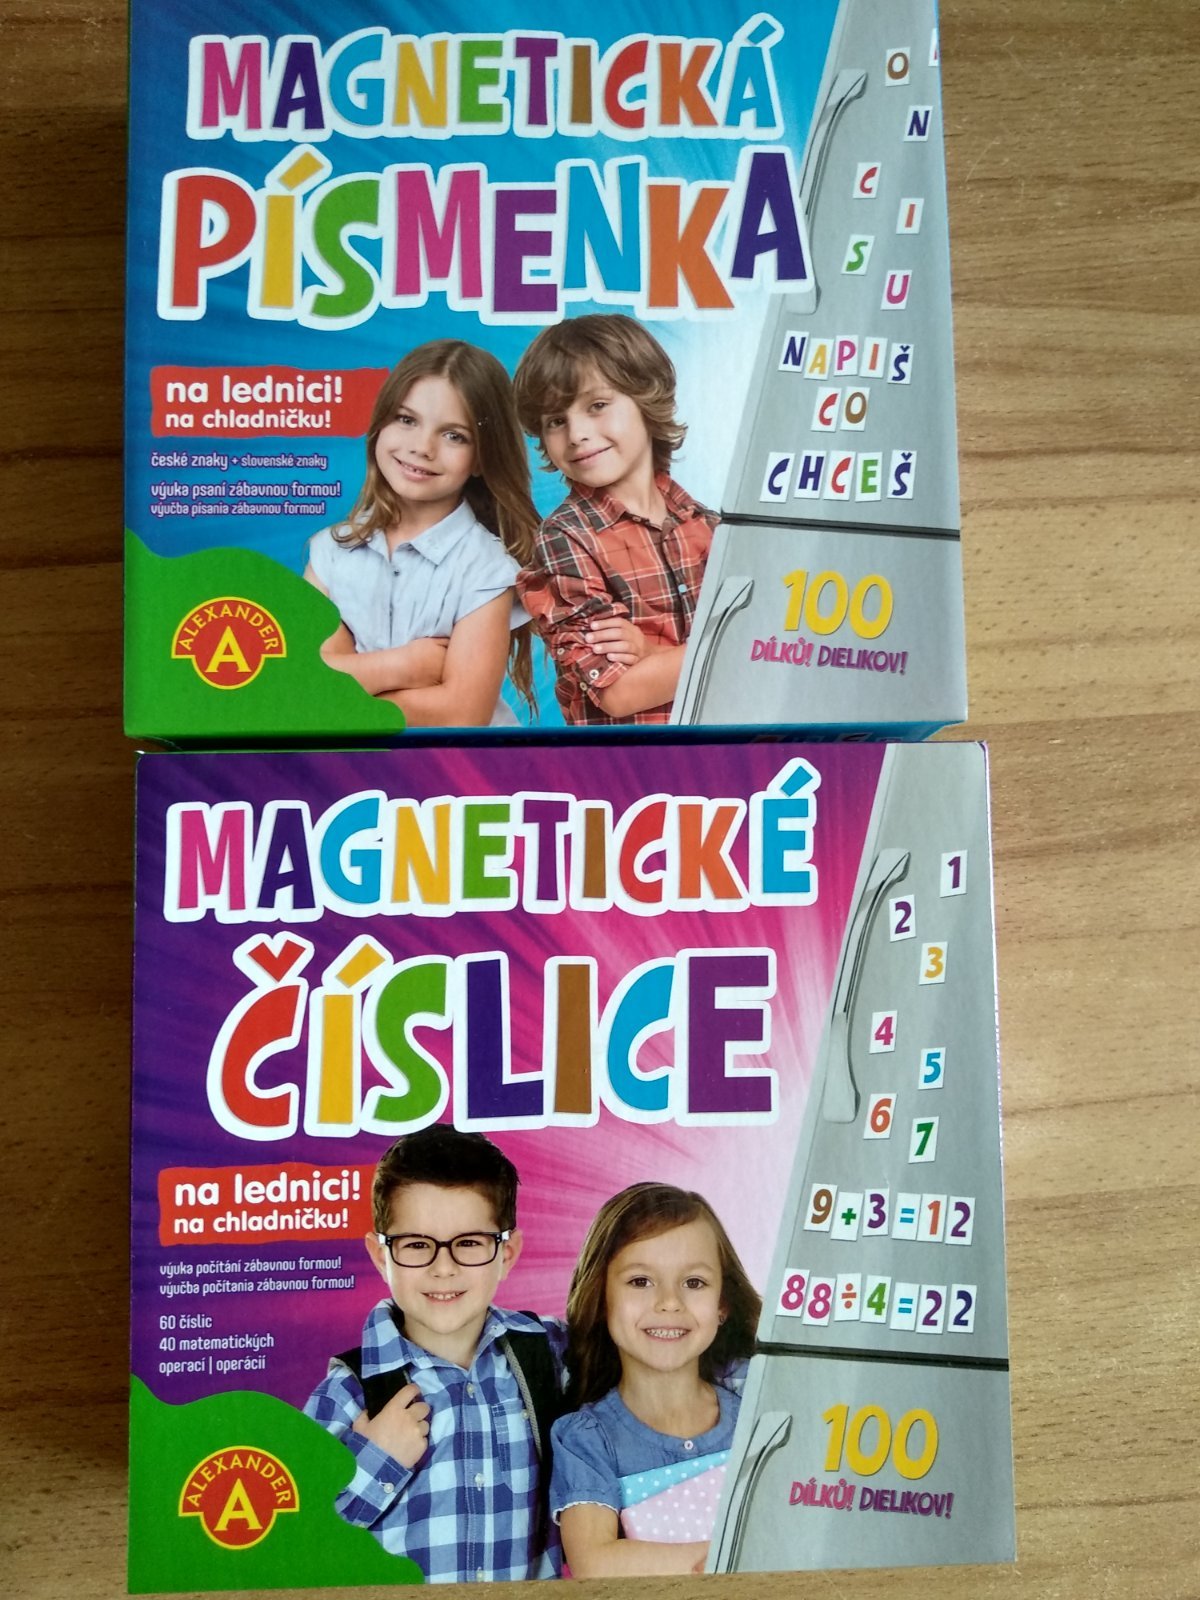 MAGNETICKÁ
PÍSMENKA
na lednici!
na chladničku!
české znaky + slovenské znaky
výuka psaní zábavnou formou!
výučba písania zábavnou formou!
ALEXANDER
A
O
N
C
I
S
U
NAPIŠ
CO
CHCEŠ
100
DÍLKŮ! DIELIKOV!
MAGNETICKÉ
ČÍSLICE
na lednici!
na chladničku!
výuka počítání zábavnou formou!
výučba počítania zábavnou formou!
60 číslic
40 matematických
operací | operácií
ALEXANDER
A
1
2
3
4
5
6
7
9+3=12
88÷4=22
100
DÍLKŮ! DIELIKOV!